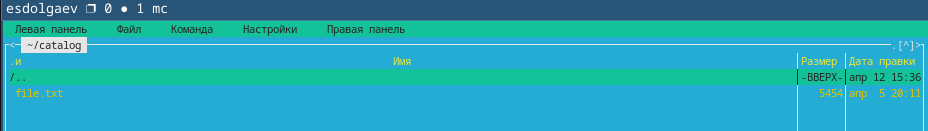 esdolgaev ❐ 0 ● 1 mc
Левая панель Файл Команда Настройки Правая панель
<─ ~/catalog .[^]>
.и Имя Размер Дата правки
/.. -ВВЕРХ- апр 12 15:36
file.txt 5454 апр 5 20:11